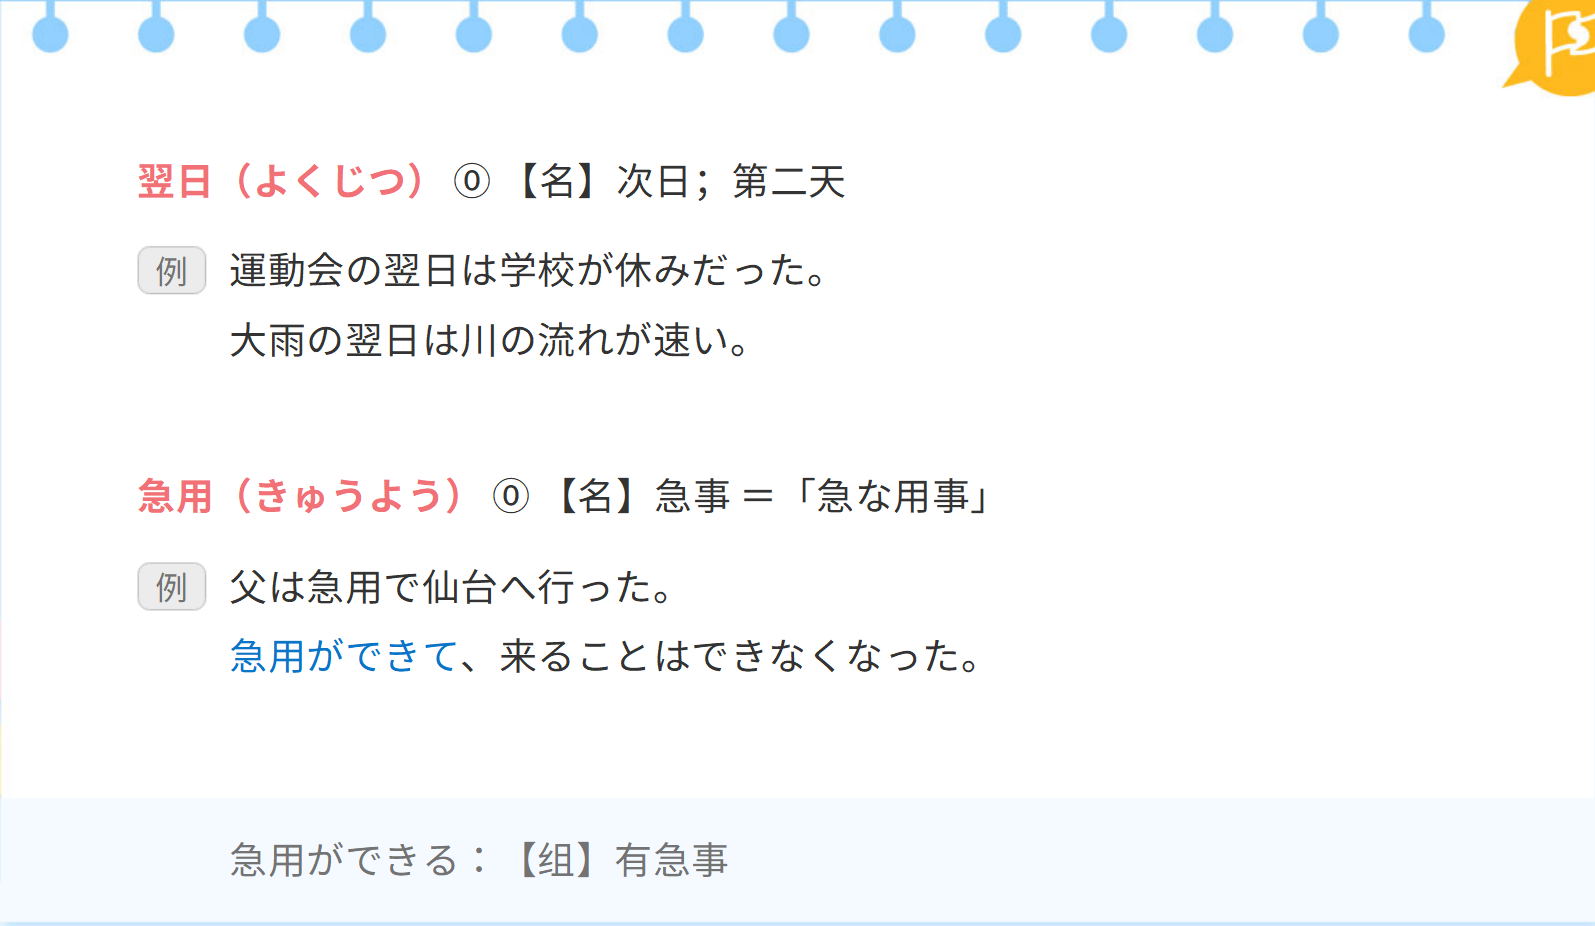 翌日（よくじつ） ⓪ 【名】次日；第二天
例 運動会の翌日は学校が休みだった。
大雨の翌日は川の流れが速い。
急用（きゅうよう） ⓪ 【名】急事＝「急な用事」
例 父は急用で仙台へ行った。
急用ができて、来ることはできなくなった。
急用ができる：【组】有急事